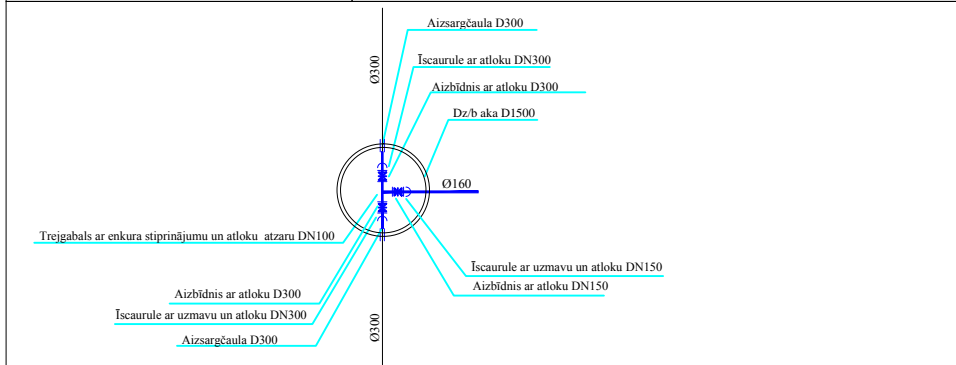 Aizsargčaula D300
Īscaurule ar atloku DN300
Ø300
Aizbīdnis ar atloku D300
Dz/b aka D1500
Ø160
Trejgabals ar enkura stiprinājumu un atloku atzaru DN100
Īscaurule ar uzmavu un atloku DN150
Aizbīdnis ar atloku DN150
Aizbīdnis ar atloku D300
Īscaurule ar uzmavu un atloku DN300
Ø300
Aizsargčaula D300